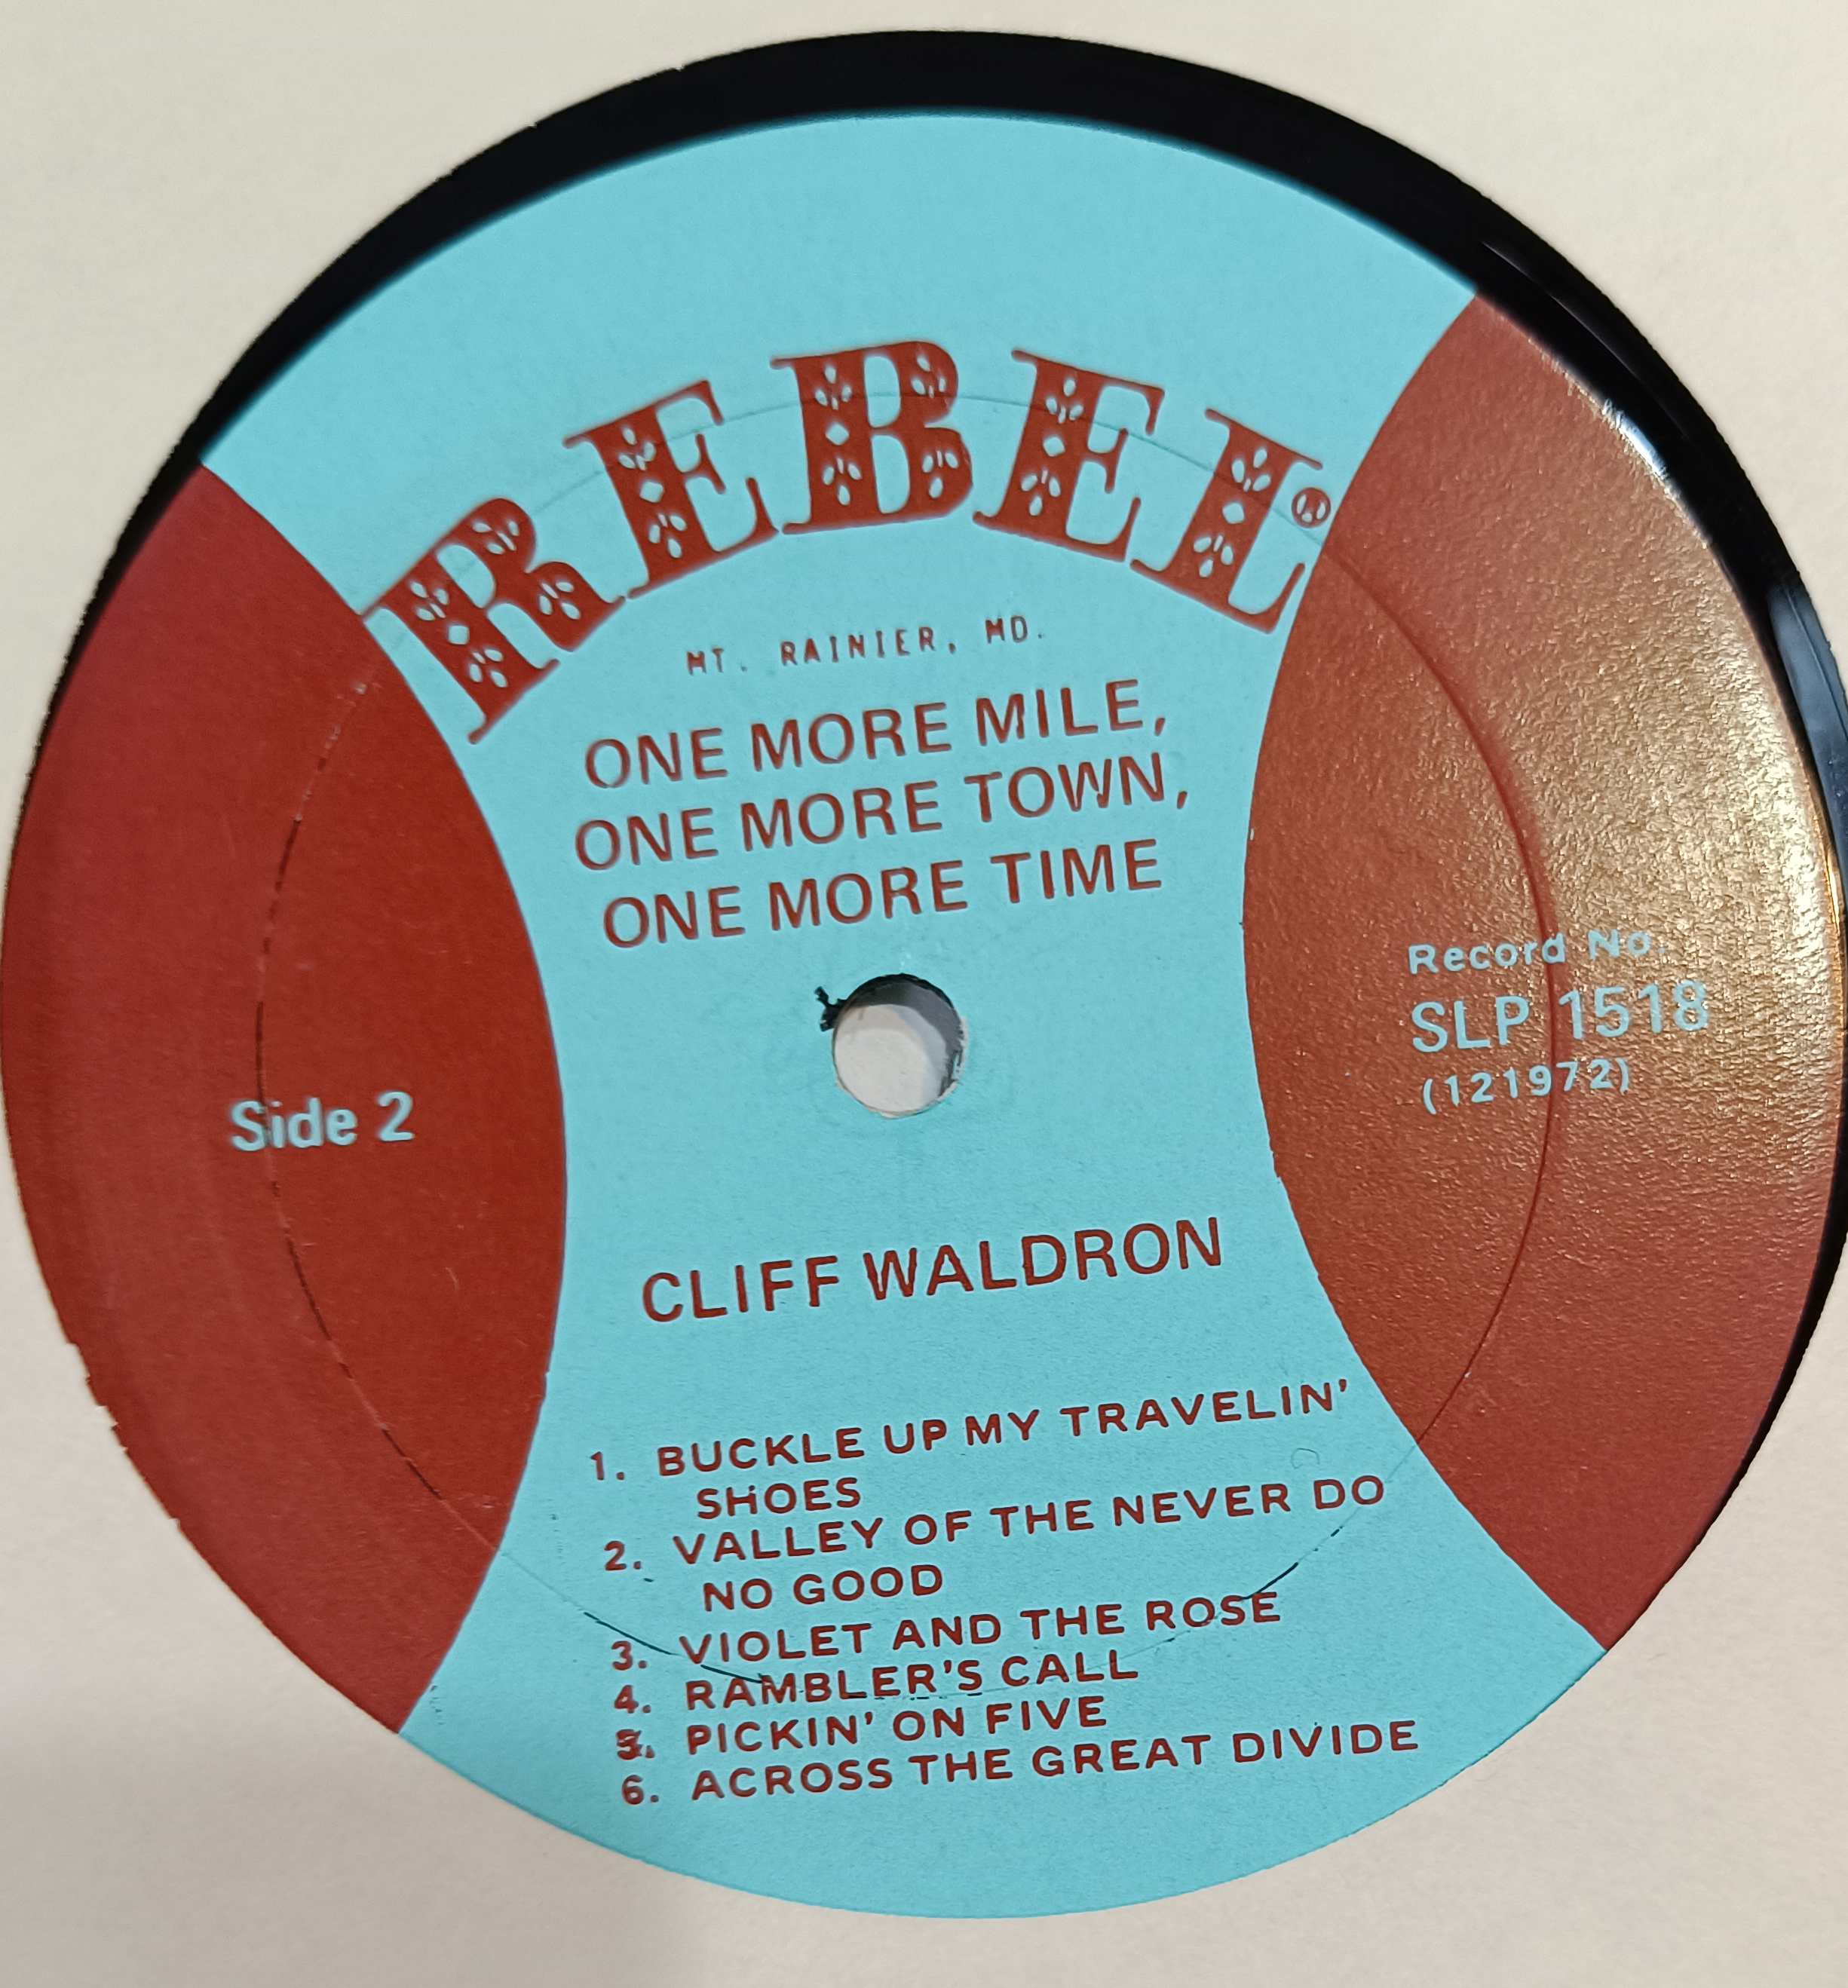 REBEL®
MT. RAINIER, MD.
ONE MORE MILE,
ONE MORE TOWN,
ONE MORE TIME
Side 2
Record No.
SLP 1518
(121972)
CLIFF WALDRON
1. BUCKLE UP MY TRAVELIN'
SHOES
2. VALLEY OF THE NEVER DO
NO GOOD
3. VIOLET AND THE ROSE
4. RAMBLER'S CALL
5. PICKIN' ON FIVE
6. ACROSS THE GREAT DIVIDE